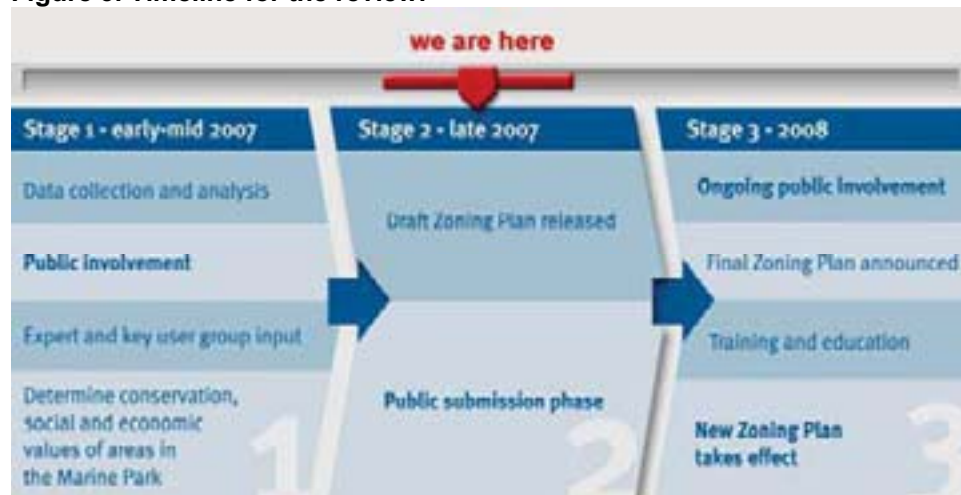 Figure 3: Timeline for the review.
we are here
Stage 1 - early-mid 2007
Data collection and analysis
Public involvement
Expert and key user group input
Determine conservation,
social and economic
values of areas in
the Marine Park
1
Stage 2 - late 2007
Draft Zoning Plan released
Public submission phase
2
Stage 3 - 2008
Ongoing public involvement
Final Zoning Plan announced
Training and education
New Zoning Plan
takes effect
3